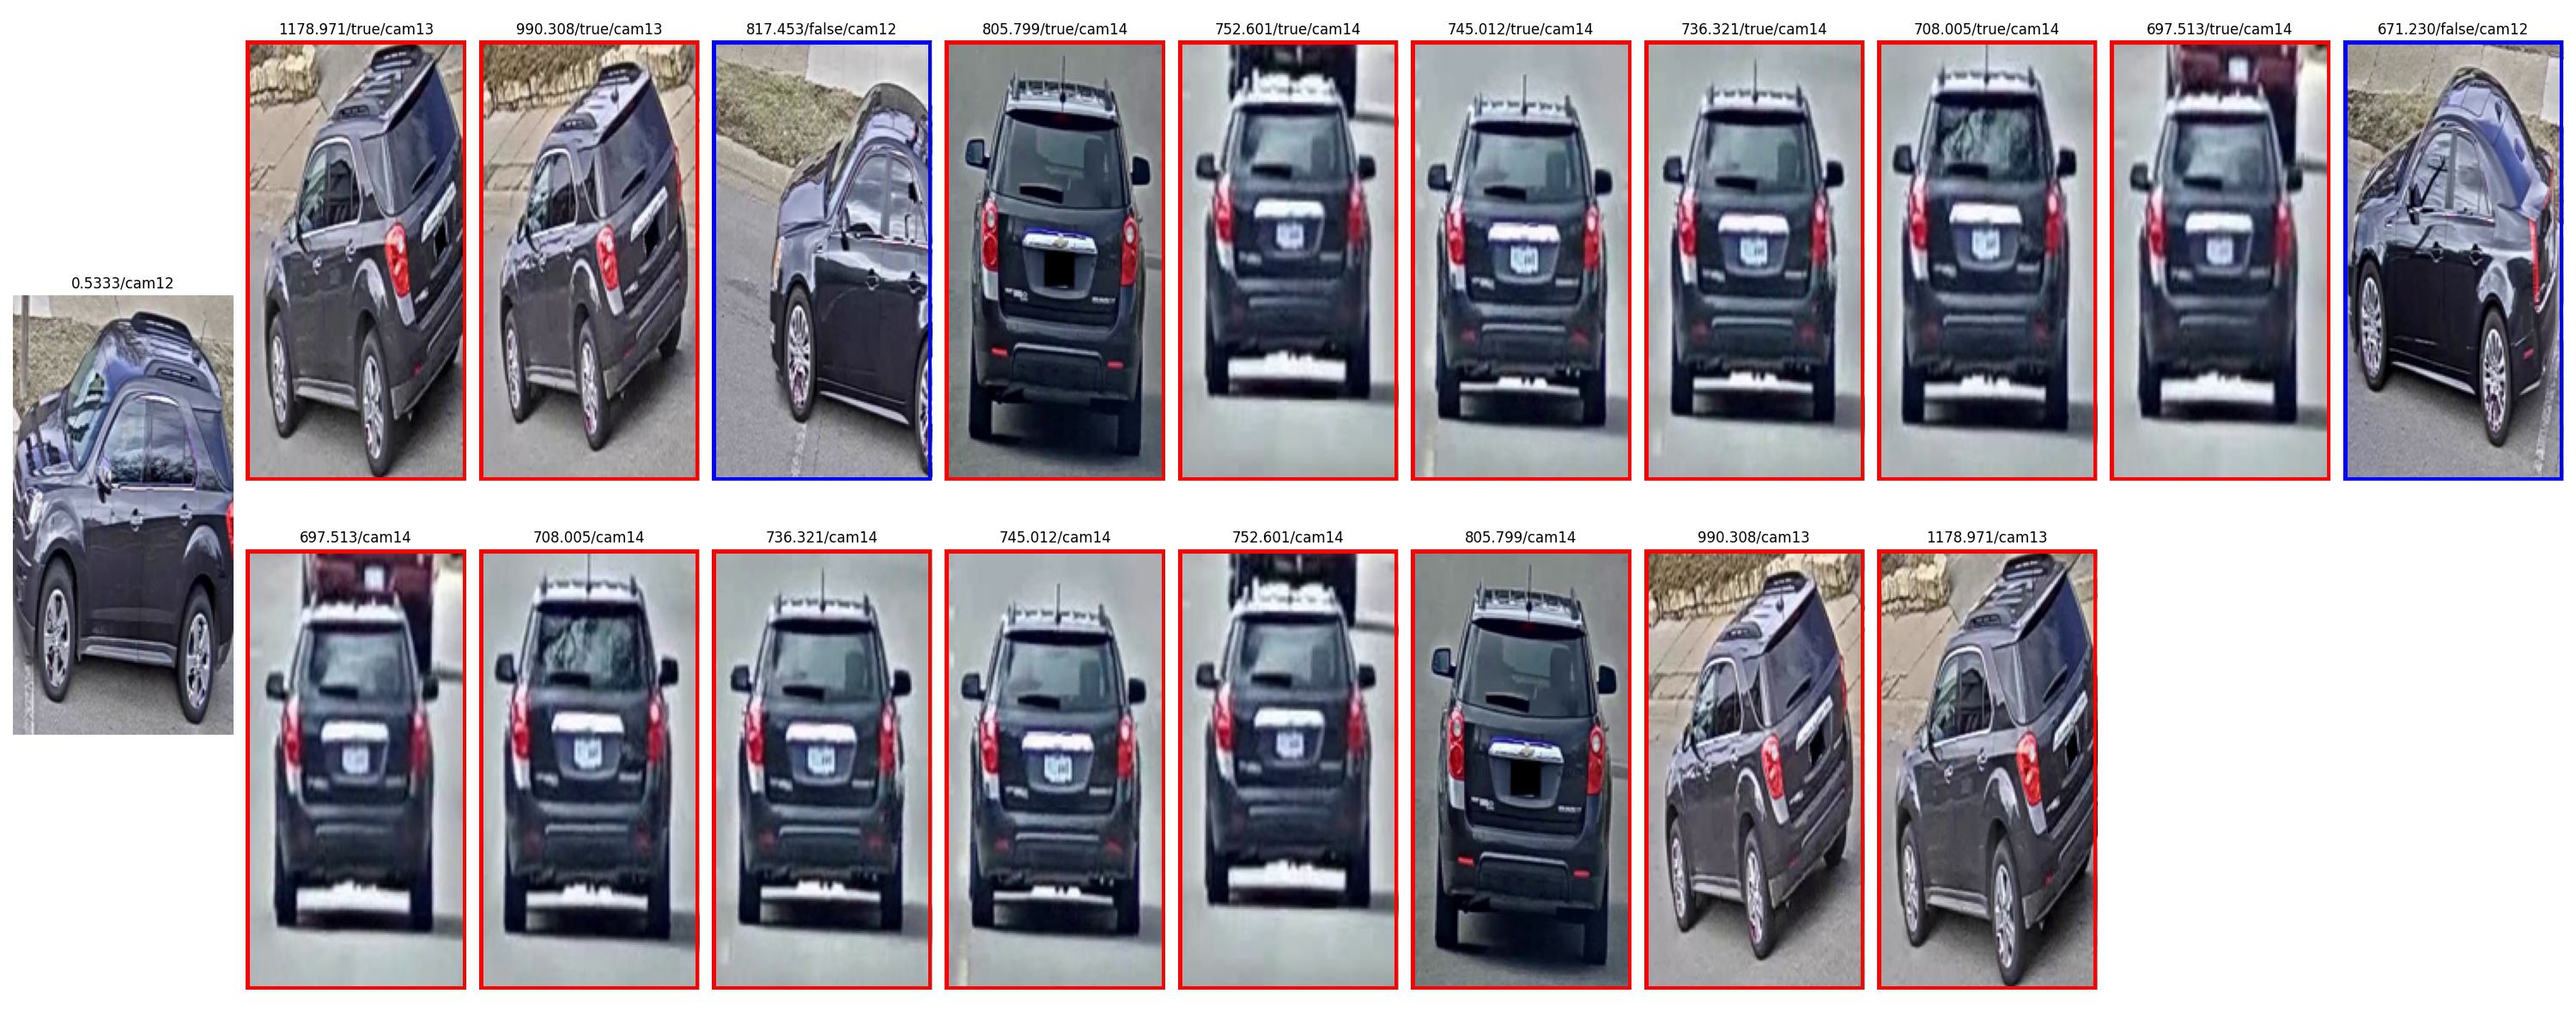 1178.971/true/cam13
990.308/true/cam13
817.453/false/cam12
805.799/true/cam14
752.601/true/cam14
745.012/true/cam14
736.321/true/cam14
708.005/true/cam14
697.513/true/cam14
671.230/false/cam12
0.5333/cam12
697.513/cam14
708.005/cam14
736.321/cam14
745.012/cam14
752.601/cam14
805.799/cam14
990.308/cam13
1178.971/cam13